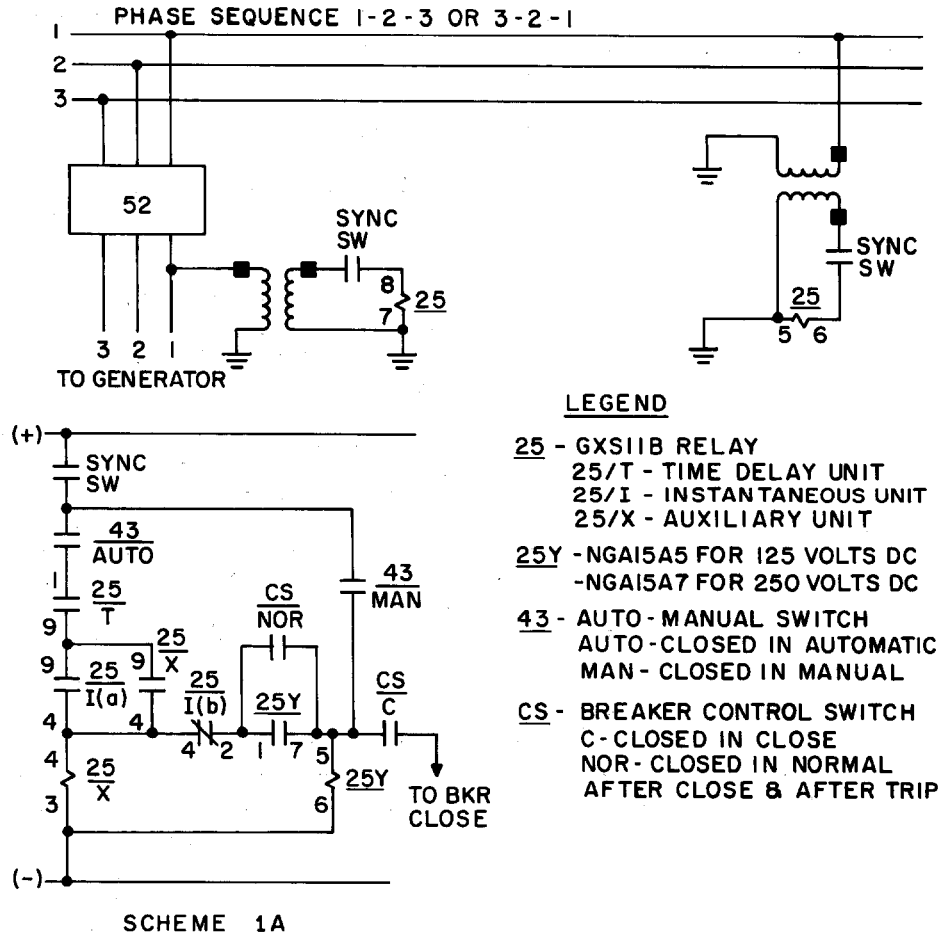 PHASE SEQUENCE 1-2-3 OR 3-2-1
1
2
3
52
SYNC
SW
8
25
7
3 2 1
TO GENERATOR
SYNC
SW
25
5 6
(+)
SYNC
SW
43
AUTO
1
25
T
9
9
25
I(a)
4
9
25
X
4
25
I(b)
4
2
CS
NOR
25Y
1
7
43
MAN
5
CS
C
4
25
X
3
25Y
6
TO BKR
CLOSE
(-)
SCHEME 1A
LEGEND
25 - GXS11B RELAY
25/T - TIME DELAY UNIT
25/I - INSTANTANEOUS UNIT
25/X - AUXILIARY UNIT
25Y - NGA15A5 FOR 125 VOLTS DC
-NGA15A7 FOR 250 VOLTS DC
43 - AUTO-MANUAL SWITCH
AUTO-CLOSED IN AUTOMATIC
MAN- CLOSED IN MANUAL
CS - BREAKER CONTROL SWITCH
C-CLOSED IN CLOSE
NOR-CLOSED IN NORMAL
AFTER CLOSE & AFTER TRIP